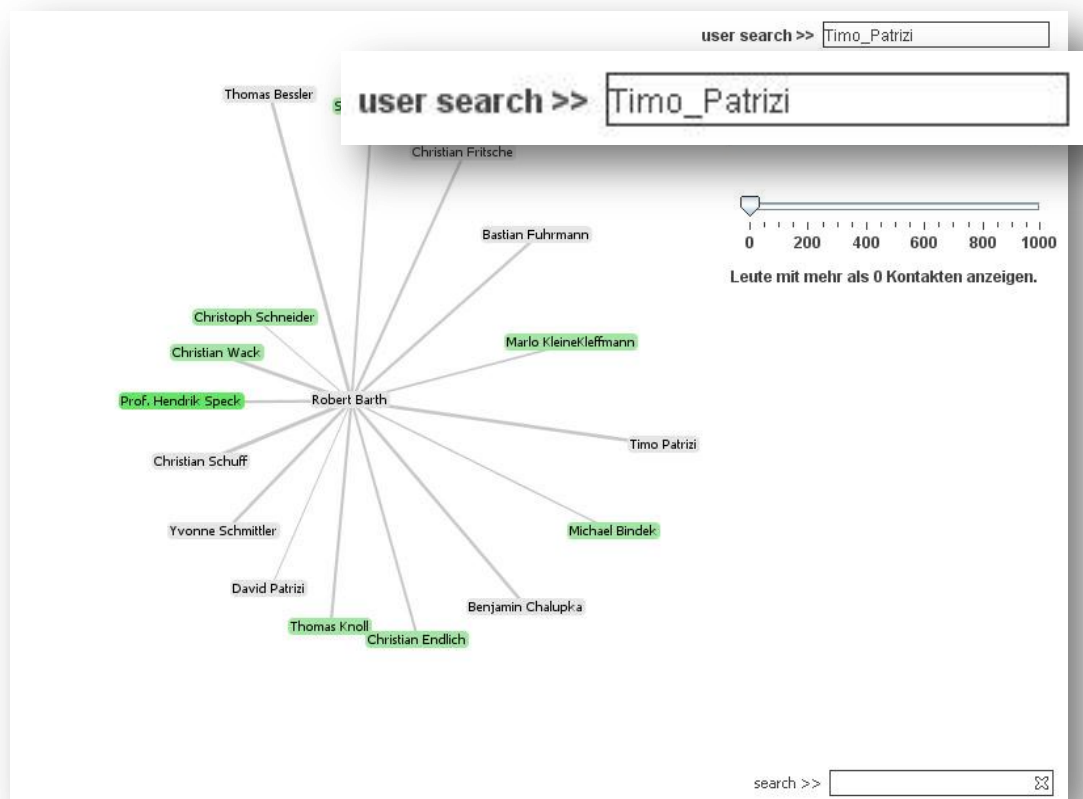 user search >> Timo_Patrizi
user search >> Timo_Patrizi
Thomas Bessler
Christian Fritsche
0 200 400 600 800 1000
Leute mit mehr als 0 Kontakten anzeigen.
Bastian Fuhrmann
Christoph Schneider
Marlo KleineKleffmann
Christian Wack
Prof. Hendrik Speck
Robert Barth
Timo Patrizi
Christian Schuff
Yvonne Schmittler
Michael Bindek
David Patrizi
Benjamin Chalupka
Thomas Knoll
Christian Endlich
search >>